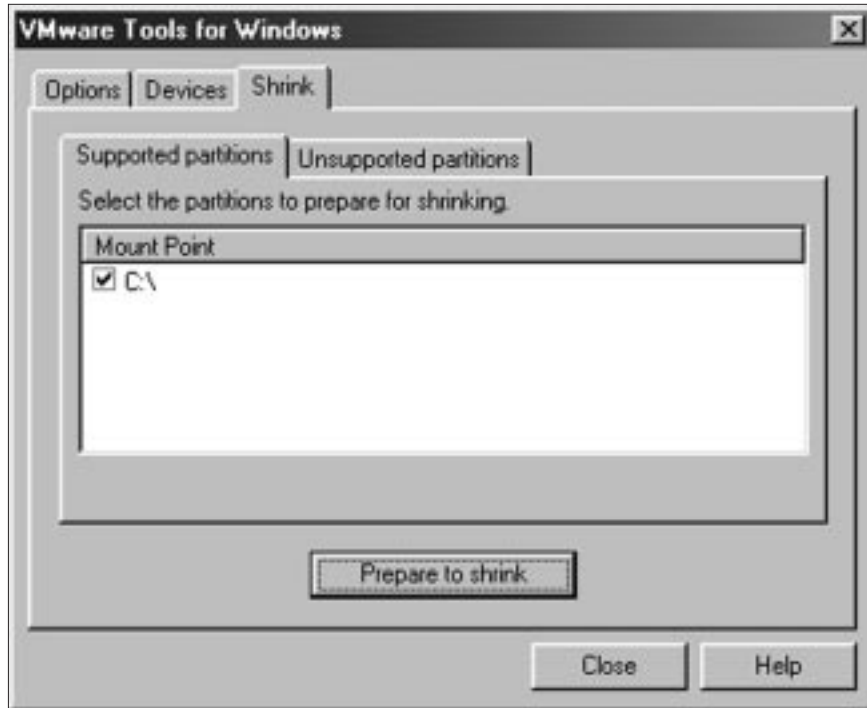 VMware Tools for Windows
Options Devices Shrink
Supported partitions Unsupported partitions
Select the partitions to prepare for shrinking.
Mount Point
C:\
Prepare to shrink
Close Help